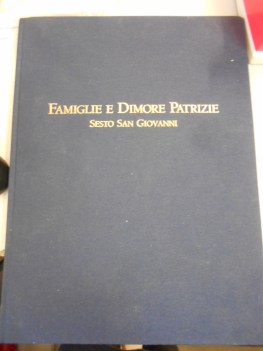 FAMIGLIE E DIMORE PATRIZIE
SESTO SAN GIOVANNI